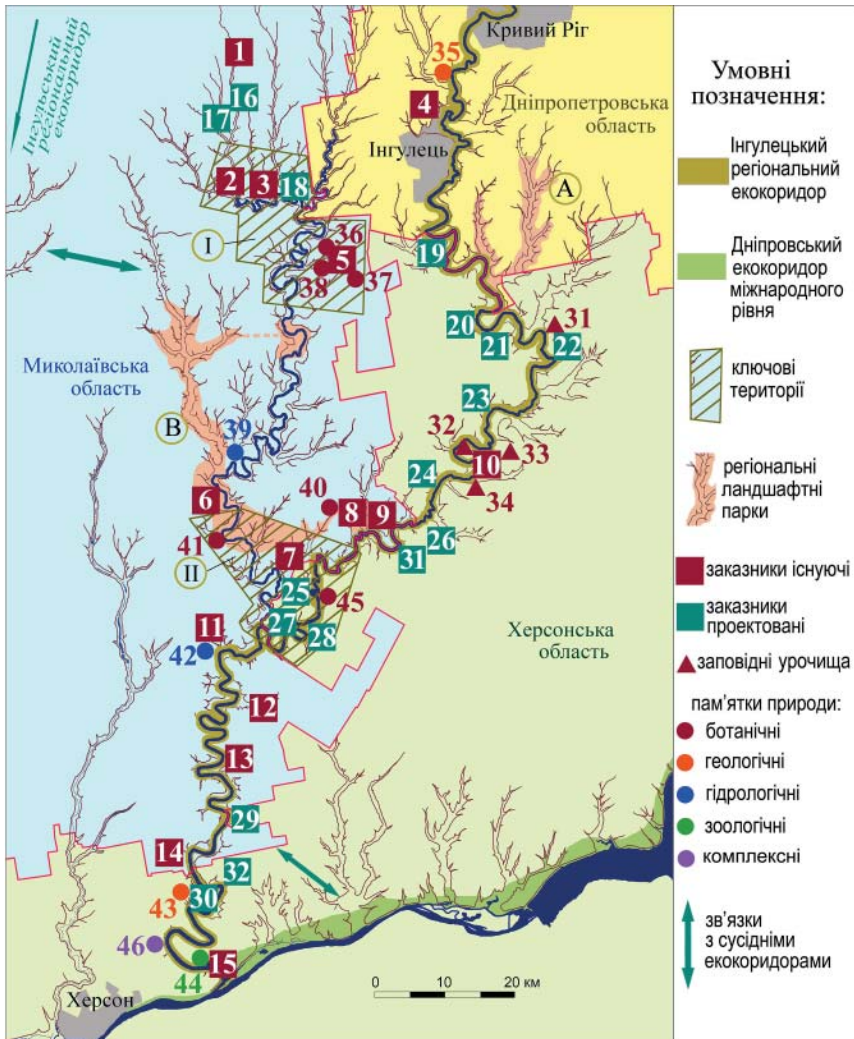 Кривий Ріг
35
1
16
17
4
Дніпропетровська
область
Інгульський
регіональний
екокоридор
Інгулець
2
3
18
А
І
36
5
38
37
19
20
21
31
22
Миколаївська
область
В
39
23
32
10
33
34
24
6
40
8
9
26
31
41
7
ІІ
25
45
27
28
11
42
Херсонська
область
12
13
29
14
32
30
43
46
44
15
Херсон
0 10 20 км
Умовні
позначення:
Інгулецький
регіональний
екокоридор
Дніпровський
екокоридор
міжнародного
рівня
ключові
території
регіональні
ландшафтні
парки
заказники існуючі
заказники
проектовані
заповідні урочища
пам’ятки природи:
ботанічні
геологічні
гідрологічні
зоологічні
комплексні
зв’язки
з сусідніми
екокоридорами